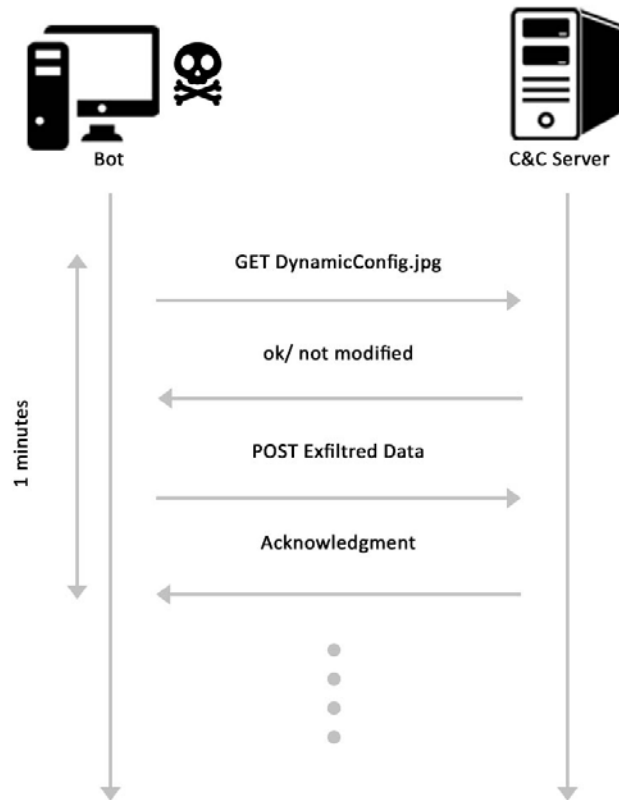 Bot
C&C Server
GET DynamicConfig.jpg
ok/ not modified
1 minutes
POST Exfiltred Data
Acknowledgment